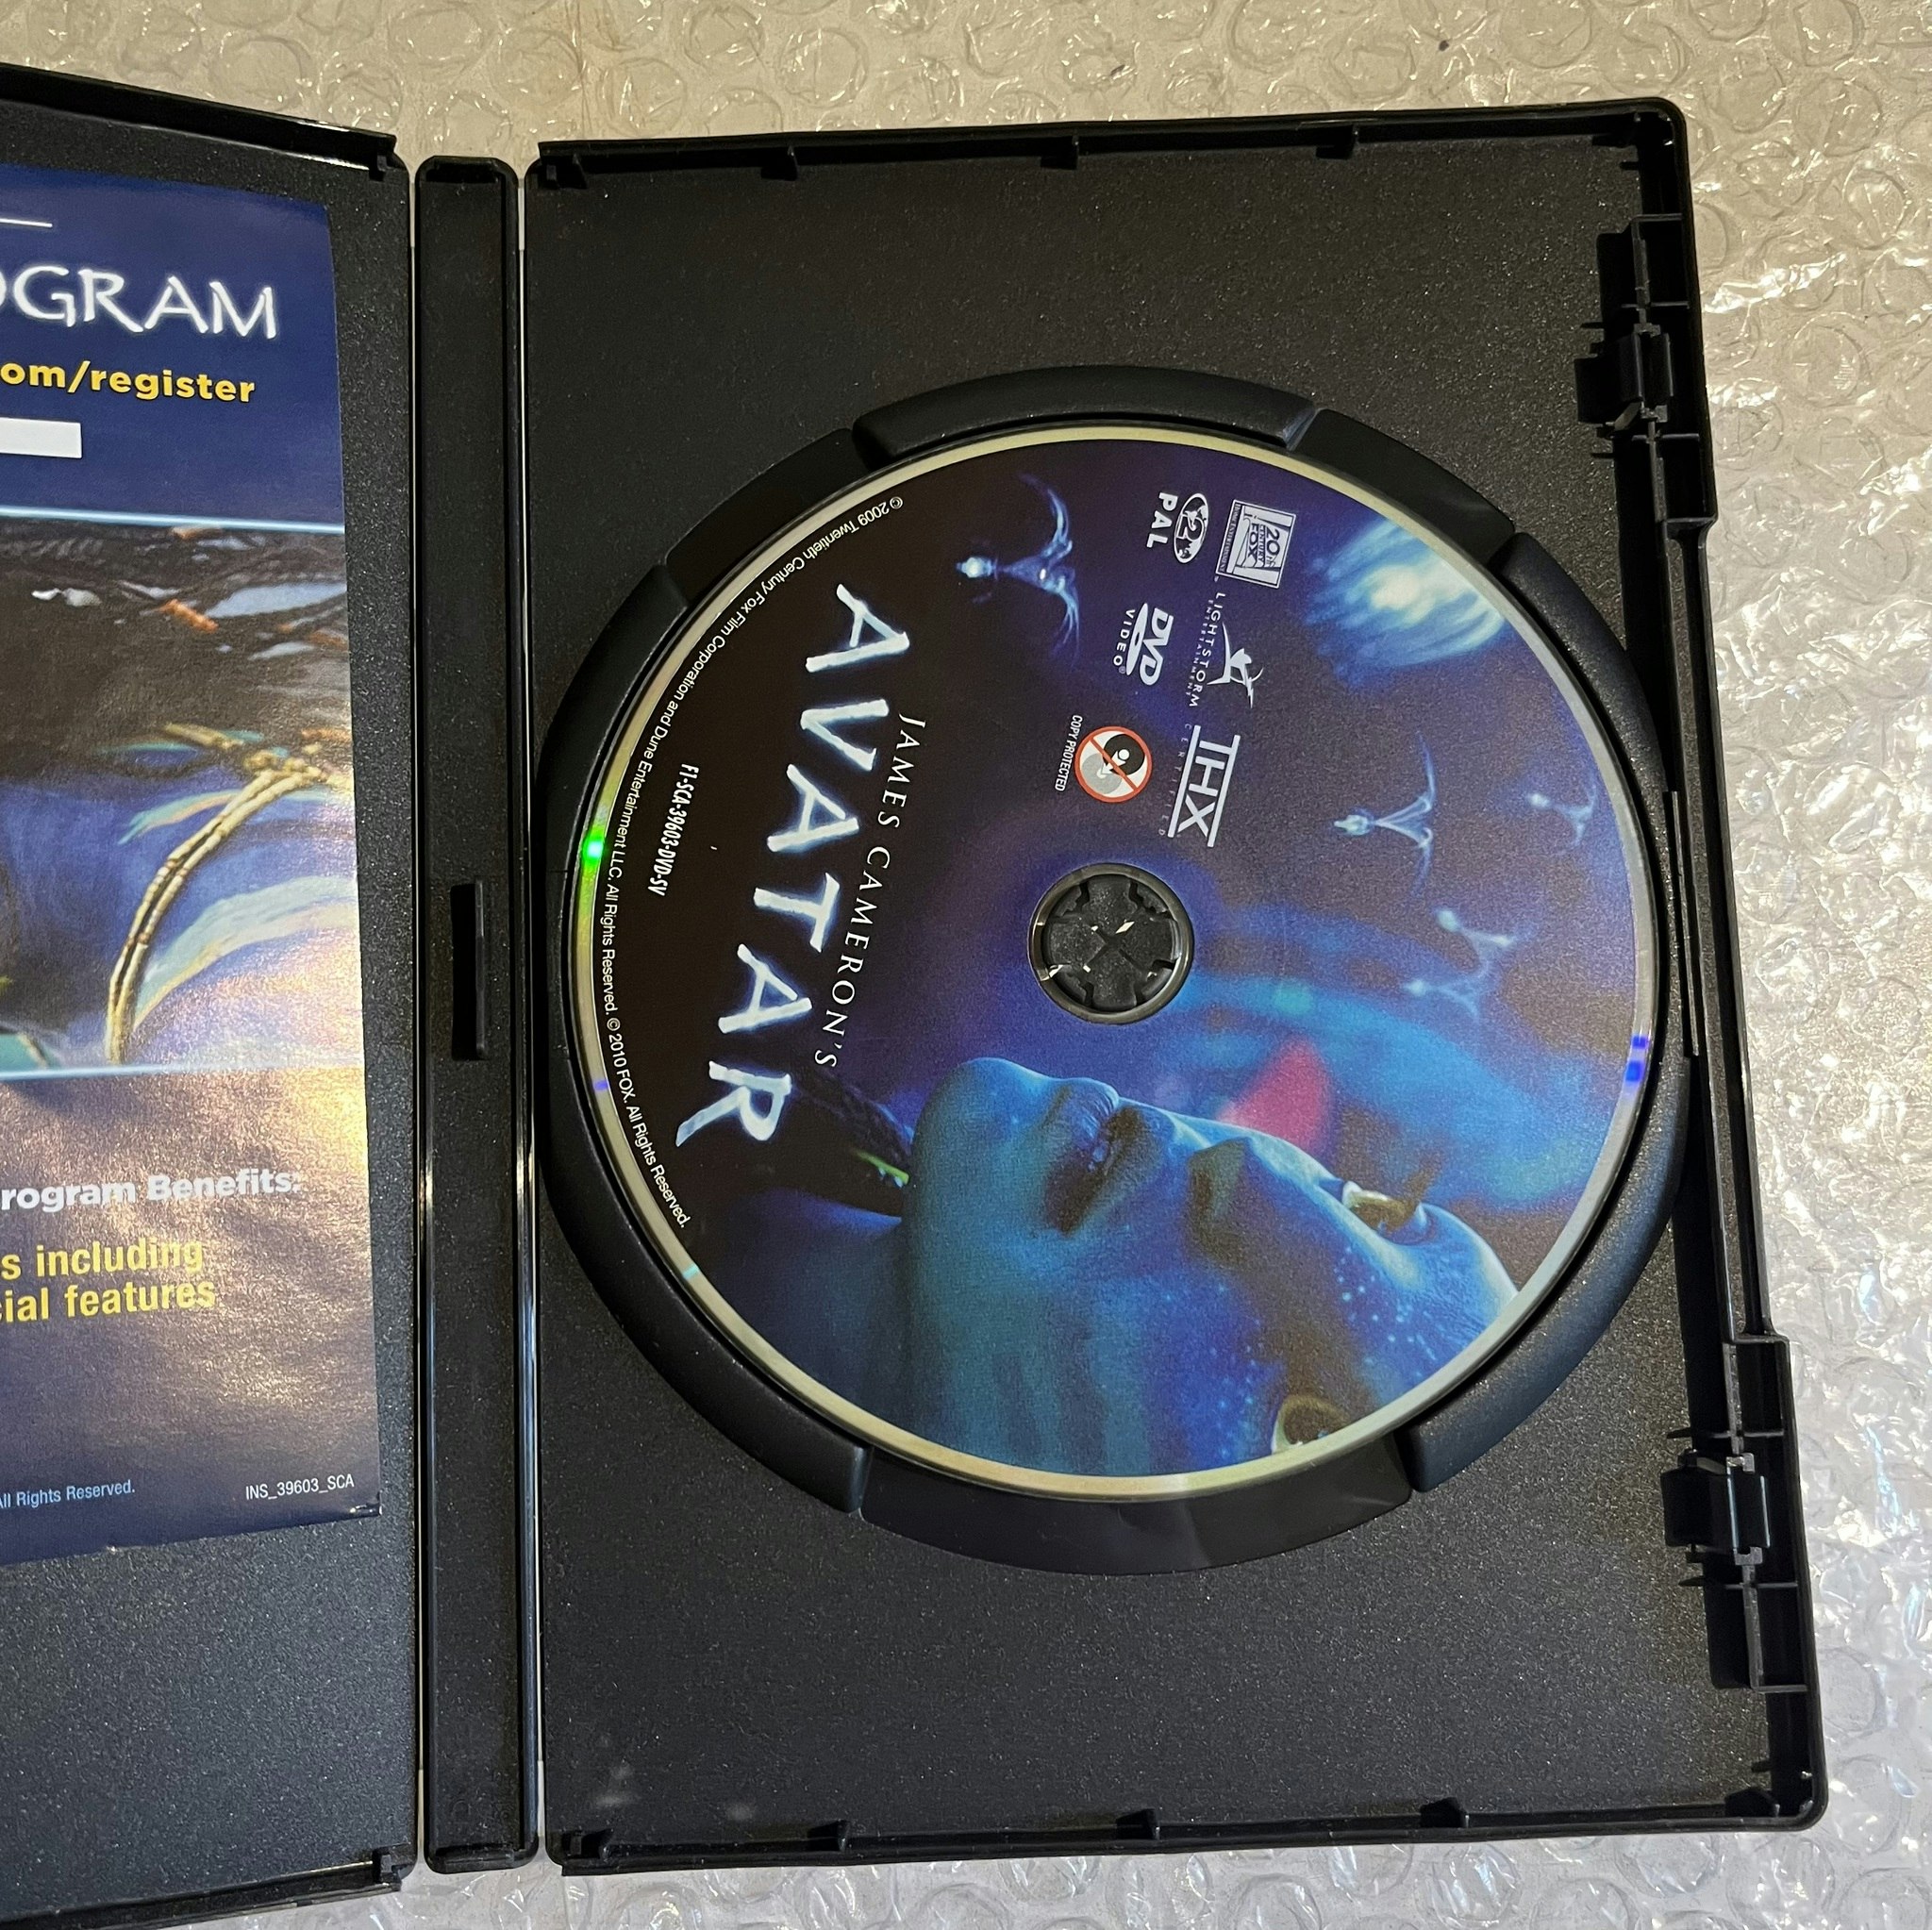 OGRAM
om/register
rogram Benefits:
s including
cial features
All Rights Reserved.
INS_39603_SCA
20th
CENTURY
FOX
LIGHTSTORM
ENTERTAINMENT
THX
CERTIFIED
2
PAL
DVD
VIDEO
COPY PROTECTED
JAMES CAMERON'S
AVATAR
F1-SCA-39603-DVD-SV
© 2009 Twentieth Century Fox Film Corporation and Dune Entertainment LLC. All Rights Reserved. © 2010 FOX. All Rights Reserved.